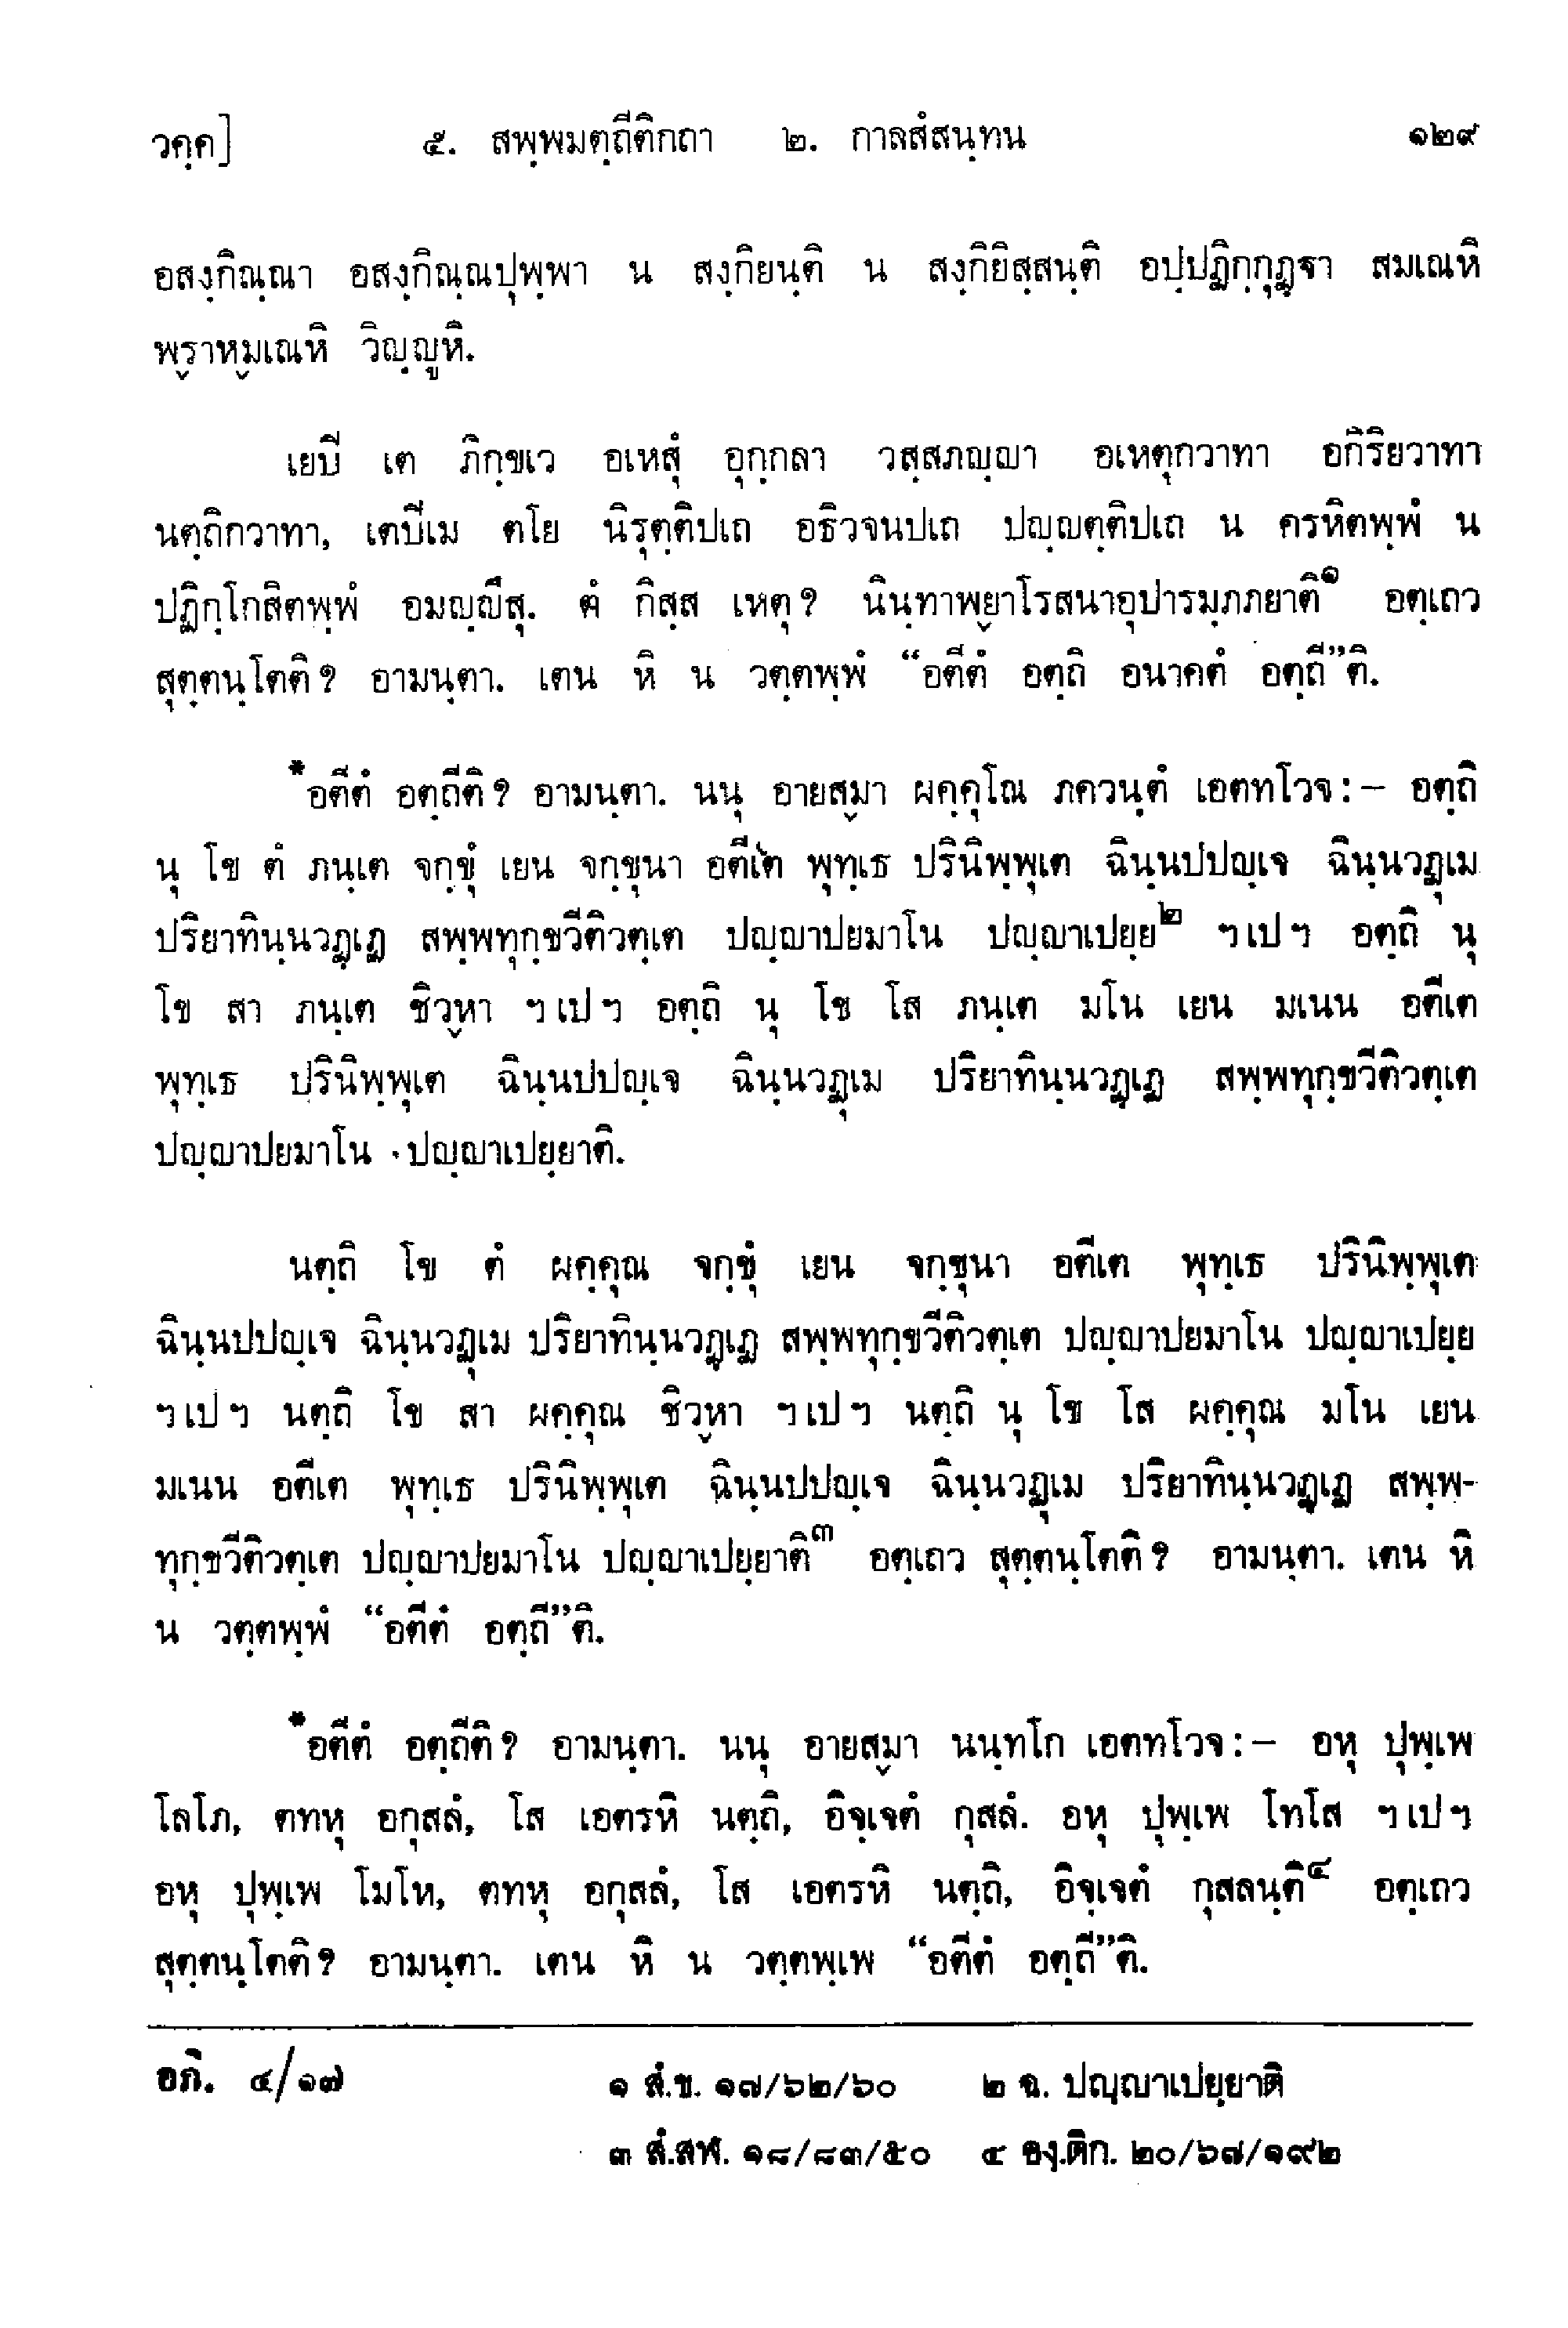 วคฺค] ๕. สพฺพมตฺถีติกถา ๒. กาลสํสนฺทน ๑๒๙
อสงฺกิณฺณา อสงฺกิณฺณปุพฺพา น สงฺกิยนฺติ น สงฺกิยิสฺสนฺติ อปฺปฏิกฺกุฏฺฐา สมเณหิ
พฺราหฺมเณหิ วิญฺญูหิ.
เยปิ เต ภิกฺขเว อเหสุํ อุกฺกลา วสฺสภญฺญา อเหตุกวาทา อกิริยวาทา
นตฺถิกวาทา, เตปิเม ตโย นิรุตฺติปเถ อธิวจนปเถ ปญฺญตฺติปเถ น ครหิตพฺพํ น
ปฏิกฺโกสิตพฺพํ อมญฺญึสุ. ตํ กิสฺส เหตุ? นินฺทาพฺยาโรสนาอุปารมฺภภยาติ๑ อตฺเถว
สุตฺตนฺโตติ? อามนฺตา. เตน หิ น วตฺตพฺพํ “อตีตํ อตฺถิ อนาคตํ อตฺถี”ติ.
*อตีตํ อตฺถีติ? อามนฺตา. นนุ อายสฺมา ผคฺคุโณ ภควนฺตํ เอตทโวจ:– อตฺถิ
นุ โข ตํ ภนฺเต จกฺขุํ เยน จกฺขุนา อตีเต พุทฺเธ ปรินิพฺพุเต ฉินฺนปปญฺเจ ฉินฺนวฏุเม
ปริยาทินฺนวฏฺเฏ สพฺพทุกฺขวีติวตฺเต ปญฺญาปยมาโน ปญฺญาเปยฺย๒ ฯเปฯ อตฺถิ นุ
โข สา ภนฺเต ชิวฺหา ฯเปฯ อตฺถิ นุ โข โส ภนฺเต มโน เยน มเนน อตีเต
พุทฺเธ ปรินิพฺพุเต ฉินฺนปปญฺเจ ฉินฺนวฏุเม ปริยาทินฺนวฏฺเฏ สพฺพทุกฺขวีติวตฺเต
ปญฺญาปยมาโน ปญฺญาเปยฺยาติ.
นตฺถิ โข ตํ ผคฺคุณ จกฺขุํ เยน จกฺขุนา อตีเต พุทฺเธ ปรินิพฺพุเต
ฉินฺนปปญฺเจ ฉินฺนวฏุเม ปริยาทินฺนวฏฺเฏ สพฺพทุกฺขวีติวตฺเต ปญฺญาปยมาโน ปญฺญาเปยฺย
ฯเปฯ นตฺถิ โข สา ผคฺคุณ ชิวฺหา ฯเปฯ นตฺถิ นุ โข โส ผคฺคุณ มโน เยน
มเนน อตีเต พุทฺเธ ปรินิพฺพุเต ฉินฺนปปญฺเจ ฉินฺนวฏุเม ปริยาทินฺนวฏฺเฏ สพฺพ-
ทุกฺขวีติวตฺเต ปญฺญาปยมาโน ปญฺญาเปยฺยาติ๓ อตฺเถว สุตฺตนฺโตติ? อามนฺตา. เตน หิ
น วตฺตพฺพํ “อตีตํ อตฺถี”ติ.
*อตีตํ อตฺถีติ? อามนฺตา. นนุ อายสฺมา นนฺทโก เอตทโวจ:– อหุ ปุพฺเพ
โลโภ, ตทหุ อกุสลํ, โส เอตรหิ นตฺถิ, อิจฺเจตํ กุสลํ. อหุ ปุพฺเพ โทโส ฯเปฯ
อหุ ปุพฺเพ โมโห, ตทหุ อกุสลํ, โส เอตรหิ นตฺถิ, อิจฺเจตํ กุสลนฺติ๔ อตฺเถว
สุตฺตนฺโตติ? อามนฺตา. เตน หิ น วตฺตพฺเพ “อตีตํ อตฺถี”ติ.
อภิ. ๔/๑๗ ๑ สํ.ข. ๑๗/๖๒/๖๐ ๒ ฉ. ปญฺญาเปยฺยาติ
๓ สํ.สฬ. ๑๘/๘๓/๕๐ ๔ องฺ.ติก. ๒๐/๖๗/๑๙๒